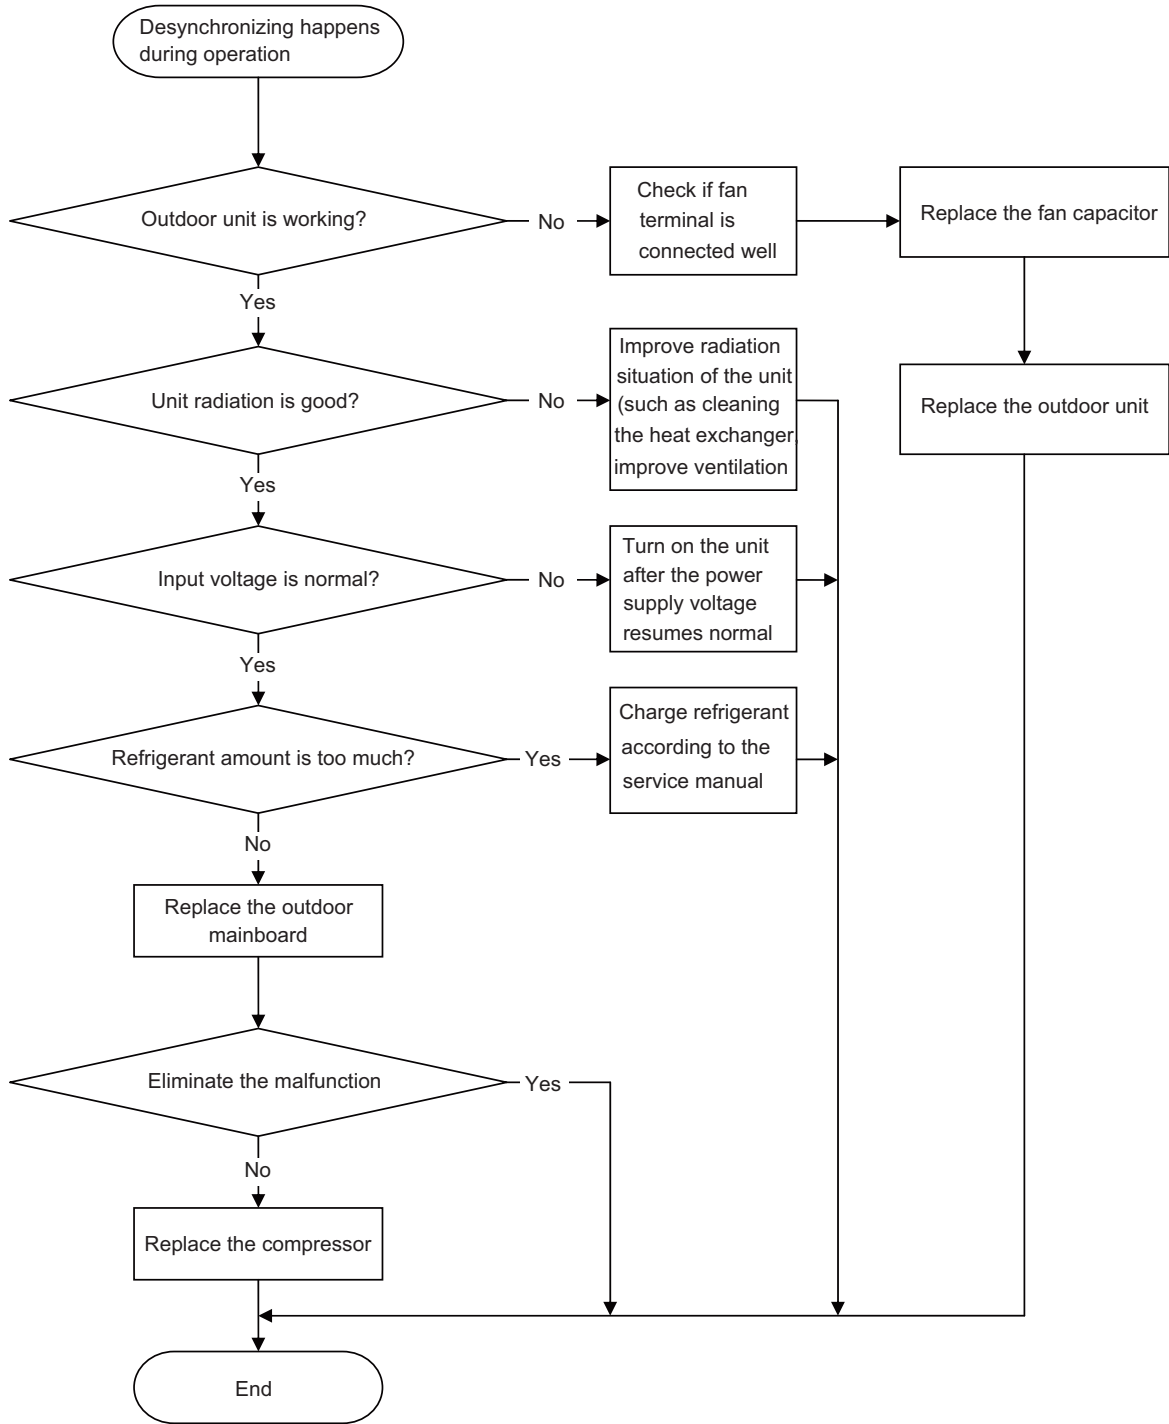 Desynchronizing happens
during operation
Outdoor unit is working?
No
Check if fan
terminal is
connected well
Replace the fan capacitor
Yes
Unit radiation is good?
No
Improve radiation
situation of the unit
(such as cleaning
the heat exchanger,
improve ventilation
Replace the outdoor unit
Yes
Input voltage is normal?
No
Turn on the unit
after the power
supply voltage
resumes normal
Yes
Refrigerant amount is too much?
Yes
Charge refrigerant
according to the
service manual
No
Replace the outdoor
mainboard
Eliminate the malfunction
Yes
No
Replace the compressor
End